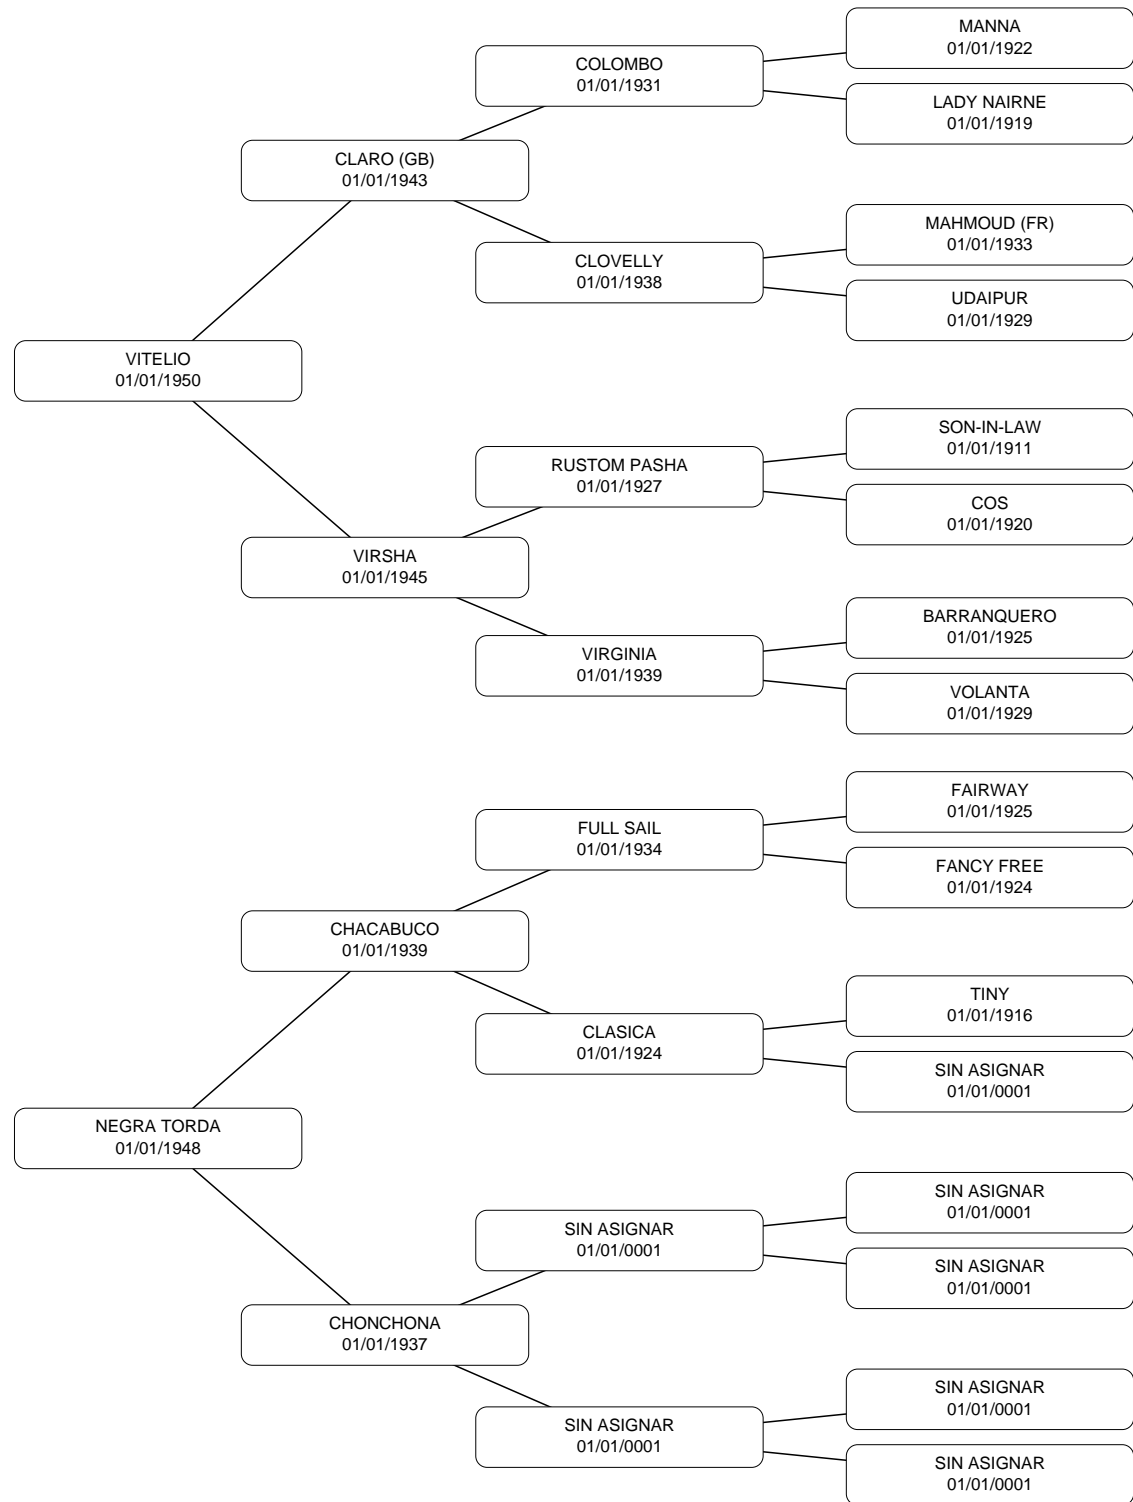 MANNA
01/01/1922
COLOMBO
01/01/1931
LADY NAIRNE
01/01/1919
CLARO (GB)
01/01/1943
MAHMOUD (FR)
01/01/1933
CLOVELLY
01/01/1938
UDAIPUR
01/01/1929
VITELIO
01/01/1950
SON-IN-LAW
01/01/1911
RUSTOM PASHA
01/01/1927
COS
01/01/1920
VIRSHA
01/01/1945
BARRANQUERO
01/01/1925
VIRGINIA
01/01/1939
VOLANTA
01/01/1929
FAIRWAY
01/01/1925
FULL SAIL
01/01/1934
FANCY FREE
01/01/1924
CHACABUCO
01/01/1939
TINY
01/01/1916
CLASICA
01/01/1924
SIN ASIGNAR
01/01/0001
NEGRA TORDA
01/01/1948
SIN ASIGNAR
01/01/0001
SIN ASIGNAR
01/01/0001
SIN ASIGNAR
01/01/0001
CHONCHONA
01/01/1937
SIN ASIGNAR
01/01/0001
SIN ASIGNAR
01/01/0001
SIN ASIGNAR
01/01/0001